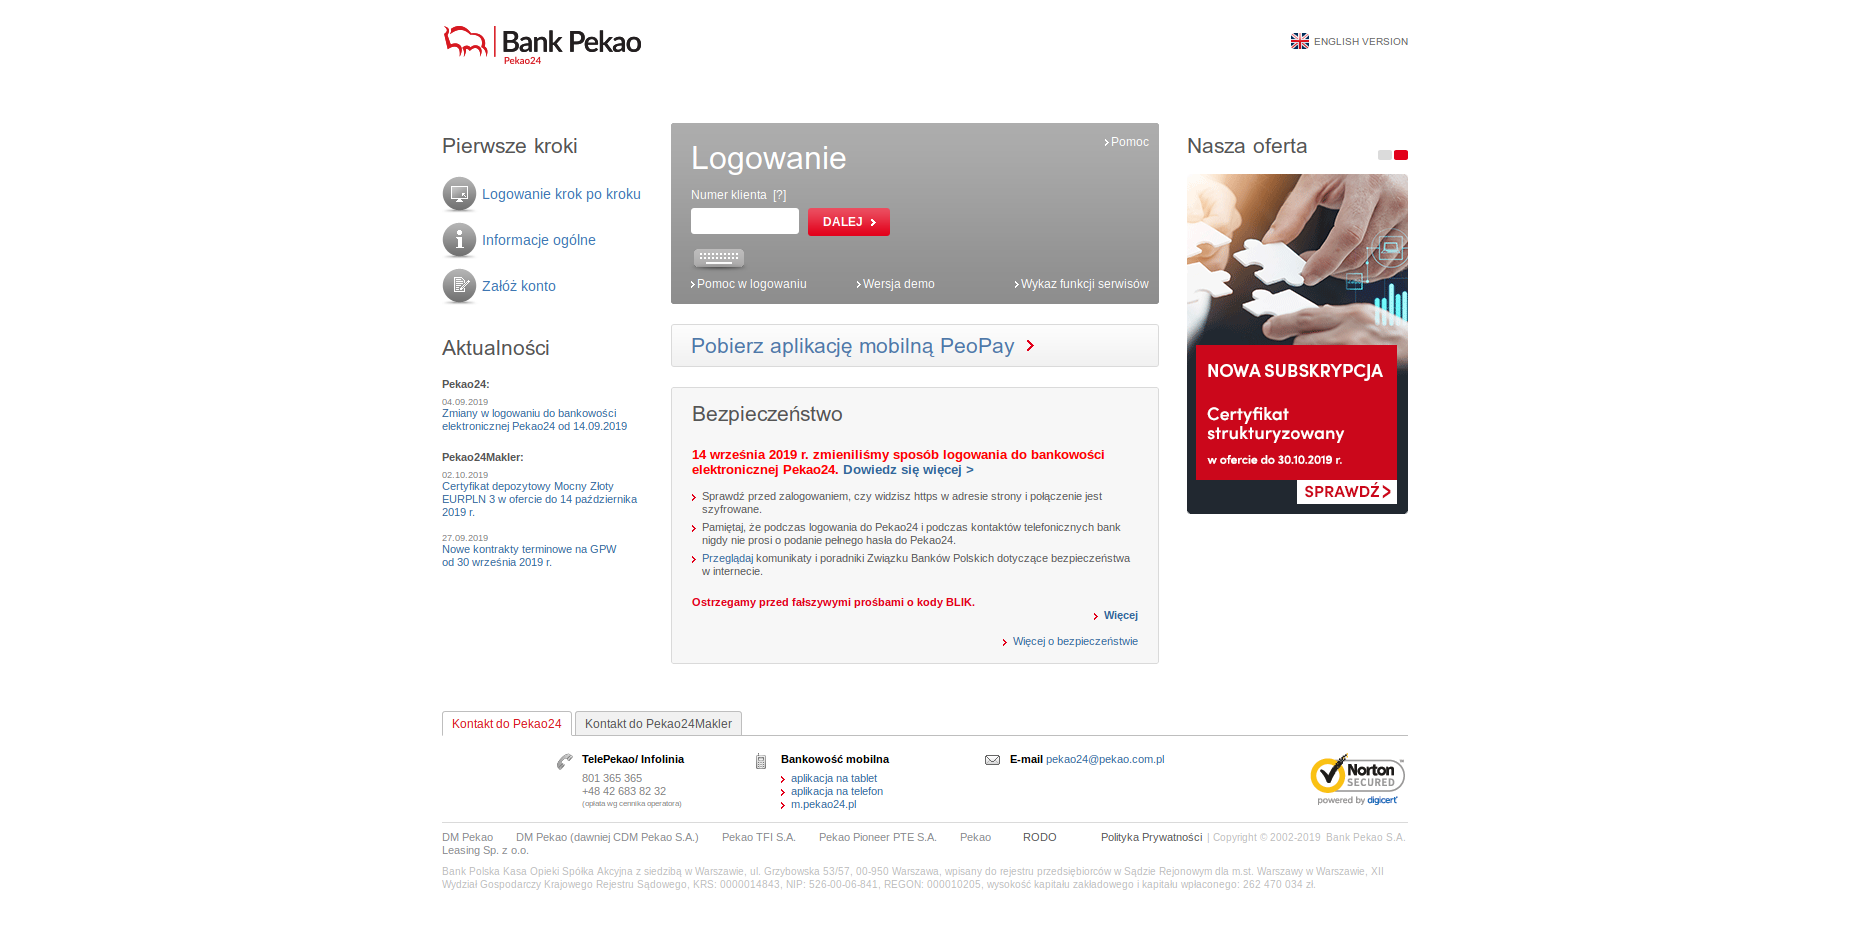 Bank Pekao
Pekao24
ENGLISH VERSION
Pierwsze kroki
Logowanie krok po kroku
Informacje ogólne
Załóż konto
Aktualności
Pekao24:
04.09.2019
Zmiany w logowaniu do bankowości
elektronicznej Pekao24 od 14.09.2019
Pekao24Makler:
02.10.2019
Certyfikat depozytowy Mocny Złoty
EURPLN 3 w ofercie do 14 października
2019 r.
27.09.2019
Nowe kontrakty terminowe na GPW
od 30 września 2019 r.
Logowanie
Pomoc
Numer klienta [?]
DALEJ
Pomoc w logowaniu
Wersja demo
Wykaz funkcji serwisów
Pobierz aplikację mobilną PeoPay
Bezpieczeństwo
14 września 2019 r. zmieniliśmy sposób logowania do bankowości
elektronicznej Pekao24. Dowiedz się więcej >
Sprawdź przed zalogowaniem, czy widzisz https w adresie strony i połączenie jest
szyfrowane.
Pamiętaj, że podczas logowania do Pekao24 i podczas kontaktów telefonicznych bank
nigdy nie prosi o podanie pełnego hasła do Pekao24.
Przeglądaj komunikaty i poradniki Związku Banków Polskich dotyczące bezpieczeństwa
w internecie.
Ostrzegamy przed fałszywymi prośbami o kody BLIK.
Więcej
Więcej o bezpieczeństwie
Nasza oferta
NOWA SUBSKRYPCJA
Certyfikat
strukturyzowany
w ofercie do 30.10.2019 r.
SPRAWDŹ
Kontakt do Pekao24
Kontakt do Pekao24Makler
TelePekao/ Infolinia
801 365 365
+48 42 683 82 32
(opłata wg cennika operatora)
Bankowość mobilna
aplikacja na tablet
aplikacja na telefon
m.pekao24.pl
E-mail pekao24@pekao.com.pl
Norton
SECURED
powered by digicert
DM Pekao DM Pekao (dawniej CDM Pekao S.A.) Pekao TFI S.A. Pekao Pioneer PTE S.A. Pekao RODO Polityka Prywatności | Copyright © 2002-2019 Bank Pekao S.A.
Leasing Sp. z o.o.
Bank Polska Kasa Opieki Spółka Akcyjna z siedzibą w Warszawie, ul. Grzybowska 53/57, 00-950 Warszawa, wpisany do rejestru przedsiębiorców w Sądzie Rejonowym dla m.st. Warszawy w Warszawie, XII
Wydział Gospodarczy Krajowego Rejestru Sądowego, KRS: 0000014843, NIP: 526-00-06-841, REGON: 000010205, wysokość kapitału zakładowego i kapitału wpłaconego: 262 470 034 zł.